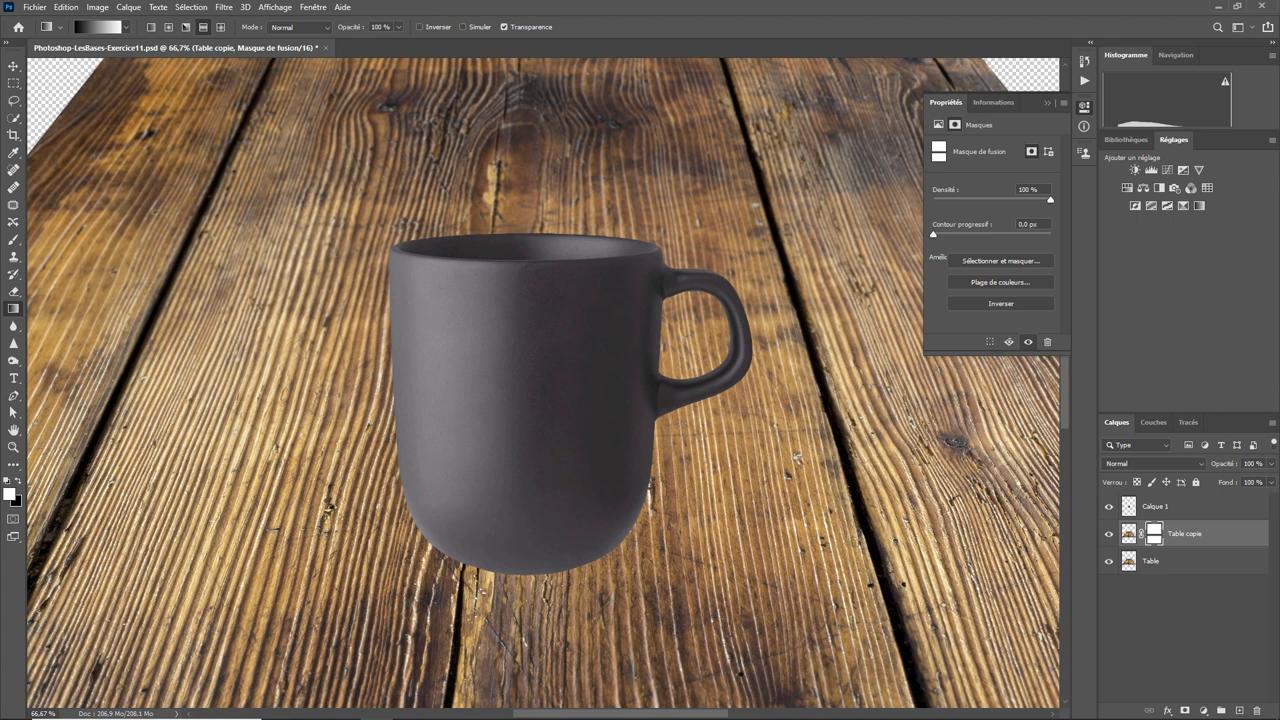 Ps Fichier Edition Image Calque Texte Sélection Filtre 3D Affichage Fenêtre Aide
Mode : Normal Opacité : 100 % Inverser Simuler Transparence
Photoshop-LesBases-Exercice11.psd @ 66,7% (Table copie, Masque de fusion/16) *
Histogramme Navigation
Propriétés Informations
Masques
Masque de fusion
Densité : 100 %
Contour progressif : 0,0 px
Amélio
Sélectionner et masquer...
Plage de couleurs...
Inverser
Bibliothèques Réglages
Ajouter un réglage
Calques Couches Tracés
Type
Normal Opacité : 100 %
Verrou : Fond : 100 %
Calque 1
Table copie
Table
66,67 % Doc : 206,9 Mo/208,1 Mo